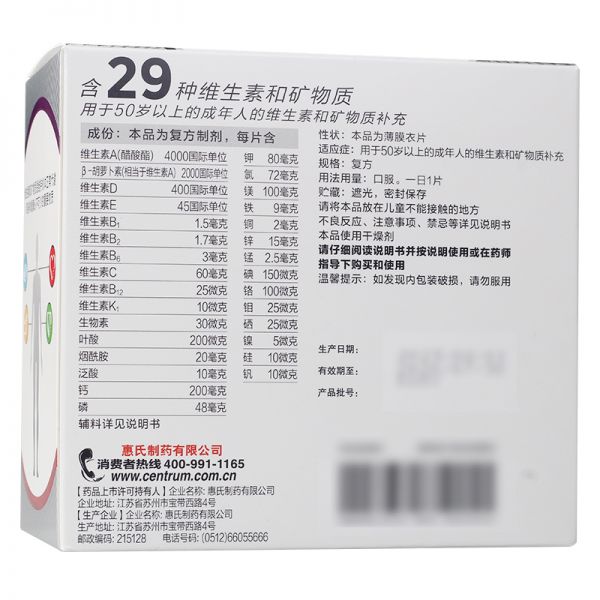 含29种维生素和矿物质
用于50岁以上的成年人的维生素和矿物质补充
成份：本品为复方制剂，每片含
维生素A(醋酸酯) 4000国际单位
β-胡萝卜素(相当于维生素A) 2000国际单位
维生素D 400国际单位
维生素E 45国际单位
维生素B₁ 1.5毫克
维生素B₂ 1.7毫克
维生素B₆ 3毫克
维生素C 60毫克
维生素B₁₂ 25微克
维生素K₁ 10微克
生物素 30微克
叶酸 200微克
烟酰胺 20毫克
泛酸 10毫克
钙 200毫克
磷 48毫克
钾 80毫克
氯 72毫克
镁 100毫克
铁 9毫克
铜 2毫克
锌 15毫克
锰 2.5毫克
碘 150微克
铬 100微克
钼 25微克
硒 25微克
镍 5微克
硅 10微克
钒 10微克
辅料详见说明书
性状：本品为薄膜衣片
适应症：用于50岁以上的成年人的维生素和矿物质补充
规格：复方
用法用量：口服。一日1片
贮藏：遮光，密封保存
请将本品放在儿童不能接触的地方
不良反应、注意事项、禁忌等详见说明书
本品使用干燥剂
请仔细阅读说明书并按说明使用或在药师
指导下购买和使用
温馨提示：如发现内包装破损，请勿服用
生产日期：
有效期至：
产品批号：
惠氏制药有限公司
消费者热线 400-991-1165
www.centrum.com.cn
【药品上市许可持有人】企业名称: 惠氏制药有限公司
企业地址: 江苏省苏州市宝带西路4号
【生产企业】企业名称: 惠氏制药有限公司
生产地址: 江苏省苏州市宝带西路4号
邮政编码: 215128 电话号码: (0512)66055666